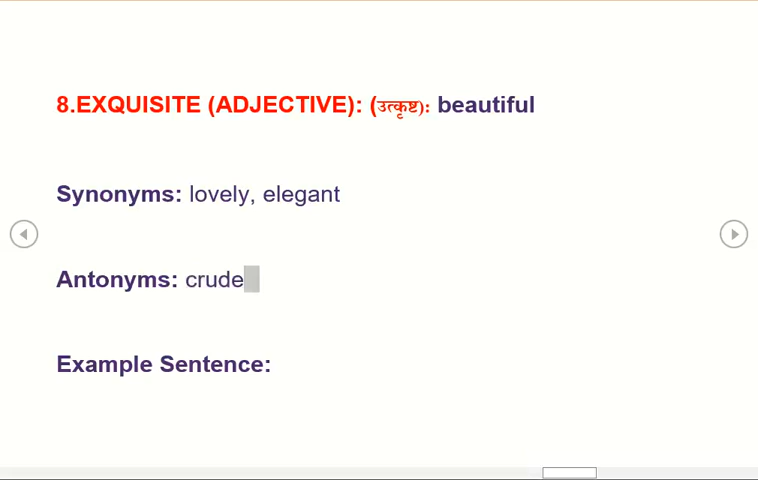 8.EXQUISITE (ADJECTIVE): (उत्कृष्ट): beautiful
Synonyms: lovely, elegant
Antonyms: crude
Example Sentence: